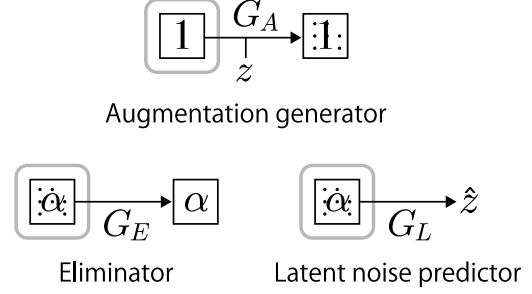 G_A
1 1
z
Augmentation generator
α α α ẑ
G_E G_L
Eliminator Latent noise predictor